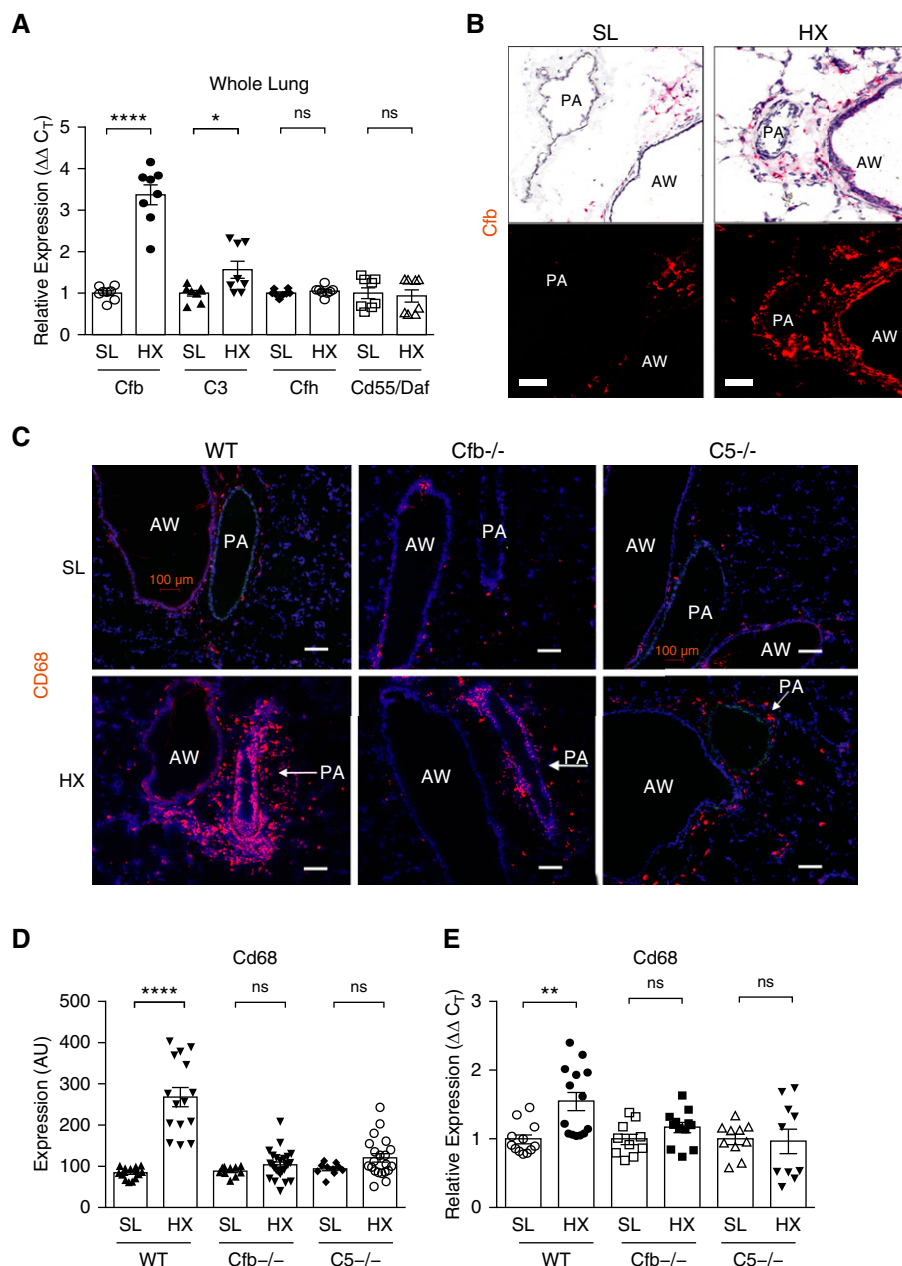 A
Whole Lung
**** * ns ns
Relative Expression (ΔΔ C_T)
5
4
3
2
1
0
SL HX SL HX SL HX SL HX
Cfb C3 Cfh Cd55/Daf
B
SL HX
Cfb
PA AW PA AW
PA AW PA AW
C
WT Cfb-/- C5-/-
SL
HX
CD68
AW PA 100 µm
AW PA
AW PA 100 µm AW
AW PA
AW PA
PA AW
D
Cd68
**** ns ns
Expression (AU)
500
400
300
200
100
0
SL HX SL HX SL HX
WT Cfb–/– C5–/–
E
Cd68
** ns ns
Relative Expression (ΔΔ C_T)
3
2
1
0
SL HX SL HX SL HX
WT Cfb–/– C5–/–